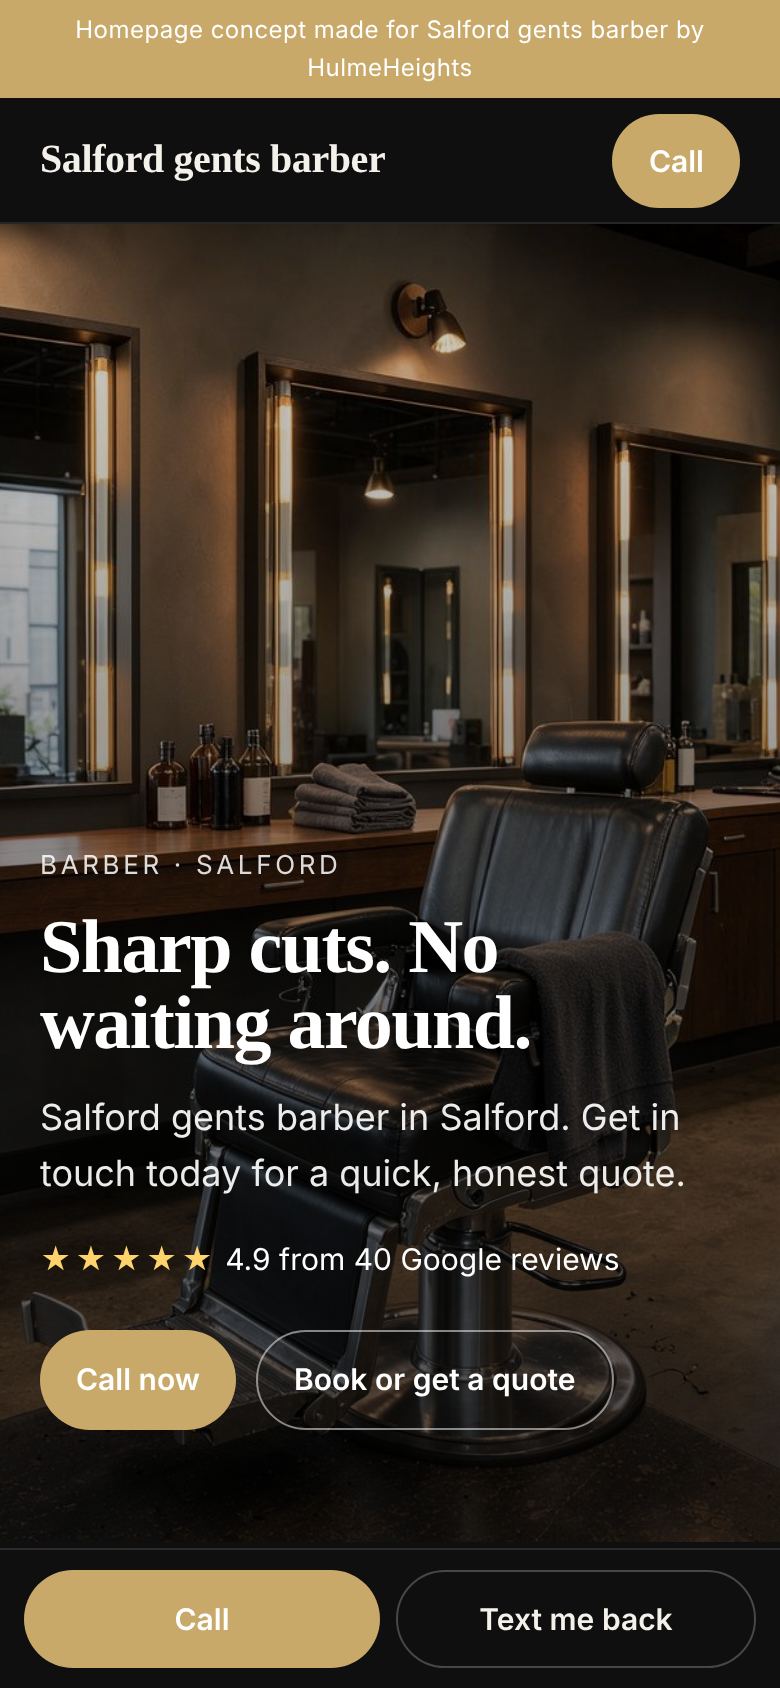 Homepage concept made for Salford gents barber by
HulmeHeights
Salford gents barber
Call
BARBER · SALFORD
Sharp cuts. No
waiting around.
Salford gents barber in Salford. Get in
touch today for a quick, honest quote.
★★★★★ 4.9 from 40 Google reviews
Call now
Book or get a quote
Call
Text me back